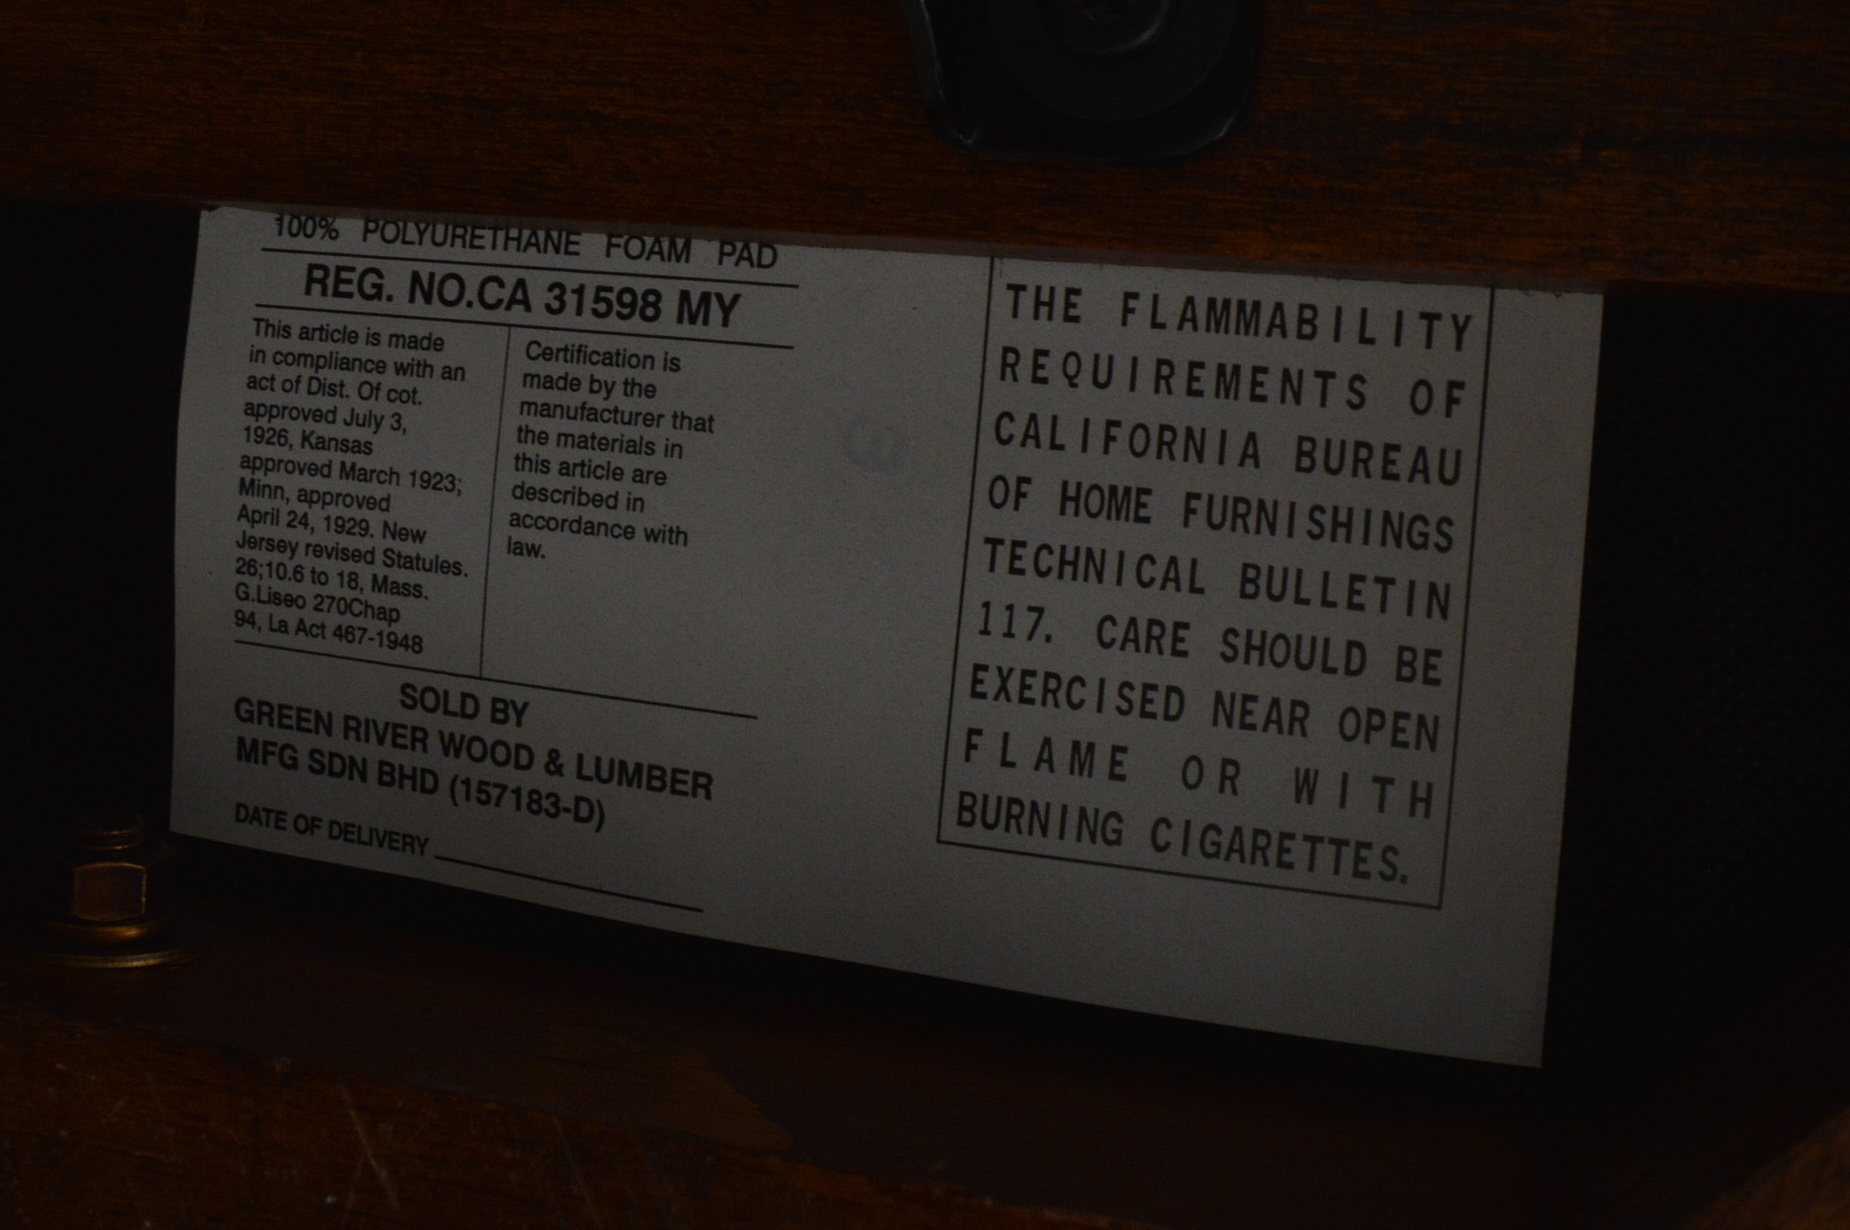 100% POLYURETHANE FOAM PAD
REG. NO.CA 31598 MY
This article is made
in compliance with an
act of Dist. Of cot.
approved July 3,
1926, Kansas
approved March 1923;
Minn, approved
April 24, 1929. New
Jersey revised Statules.
26;10.6 to 18, Mass.
G.Liseo 270Chap
94, La Act 467-1948
Certification is
made by the
manufacturer that
the materials in
this article are
described in
accordance with
law.
SOLD BY
GREEN RIVER WOOD & LUMBER
MFG SDN BHD (157183-D)
DATE OF DELIVERY
THE FLAMMABILITY
REQUIREMENTS OF
CALIFORNIA BUREAU
OF HOME FURNISHINGS
TECHNICAL BULLETIN
117. CARE SHOULD BE
EXERCISED NEAR OPEN
FLAME OR WITH
BURNING CIGARETTES.